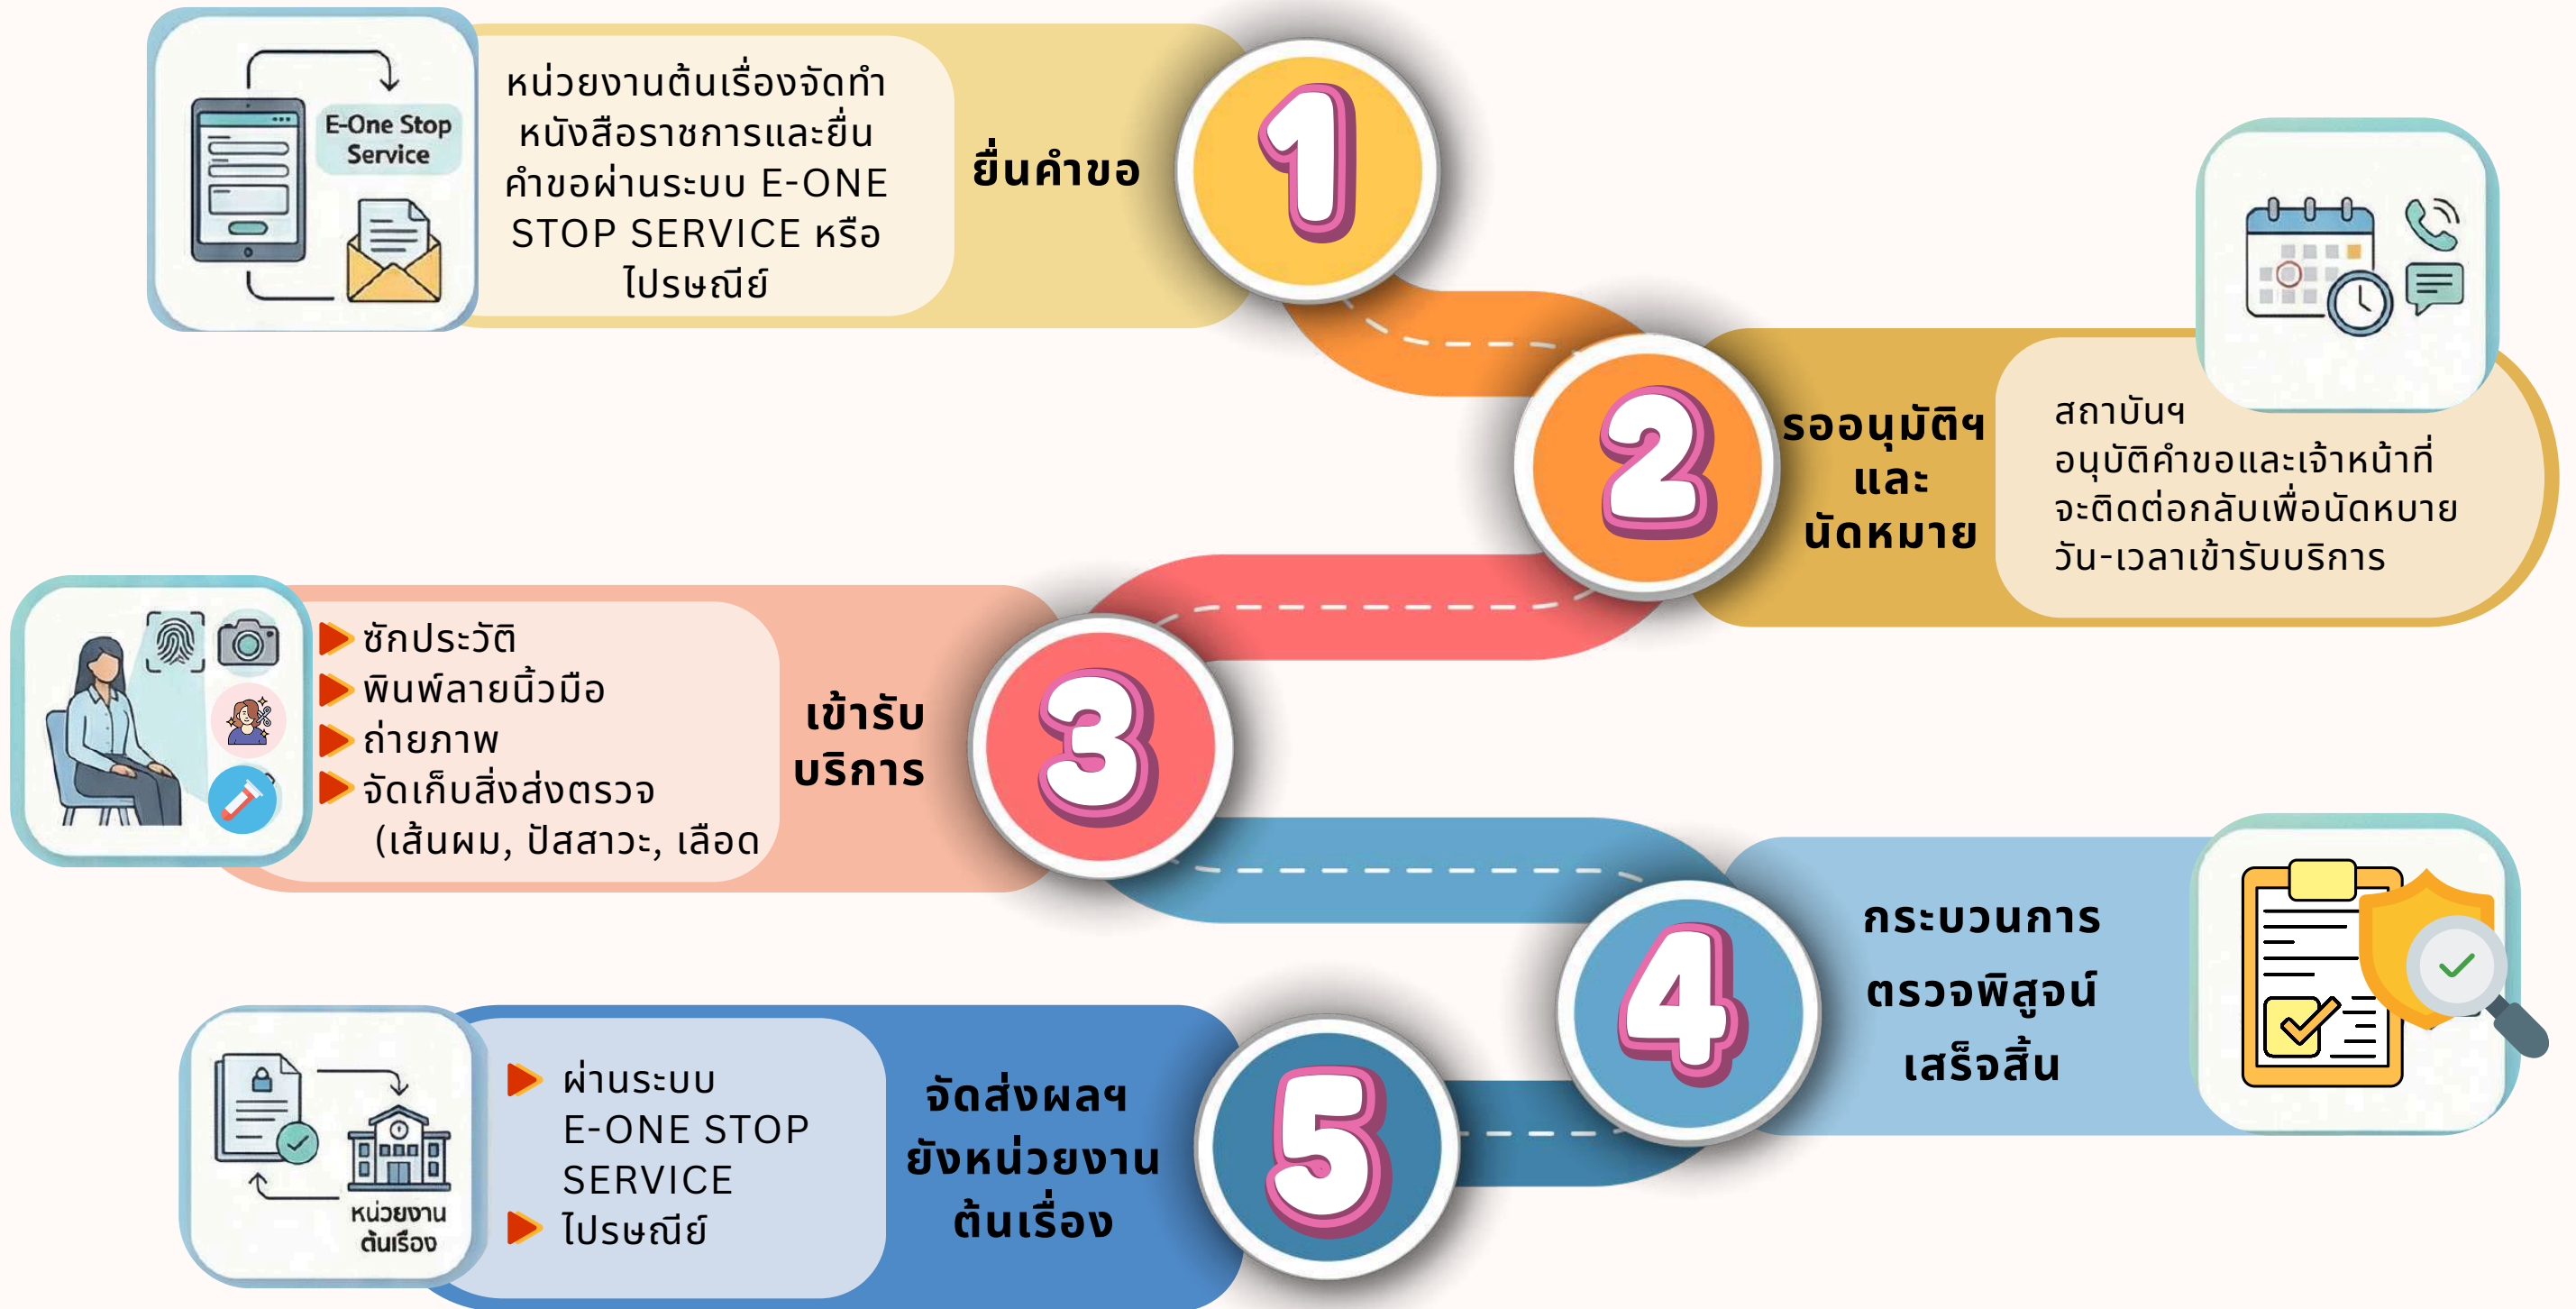 E-One Stop
Service
หน่วยงานต้นเรื่องจัดทำ
หนังสือราชการและยื่น
คำขอผ่านระบบ E-ONE
STOP SERVICE หรือ
ไปรษณีย์
ยื่นคำขอ
1
2
รออนุมัติฯ
และ
นัดหมาย
สถาบันฯ
อนุบัติคำขอและเจ้าหน้าที่
จะติดต่อกลับเพื่อนัดหบาย
วัน-เวลาเข้ารับบริการ
ซักประวัติ
พินพ์ลายนิ้วมือ
ถ่ายภาพ
จัดเก็บสิ่งส่งตรวจ
(เส้นผม, ปัสสาวะ, เลือด
เข้ารับ
บริการ
3
4
กระบวนการ
ตรวจพิสูจน์
เสร็จสิ้น
หน่วยงาน
ต้นเรื่อง
ผ่านระบบ
E-ONE STOP
SERVICE
ไปรษณีย์
จัดส่งผลฯ
ยังหน่วยงาน
ต้นเรื่อง
5